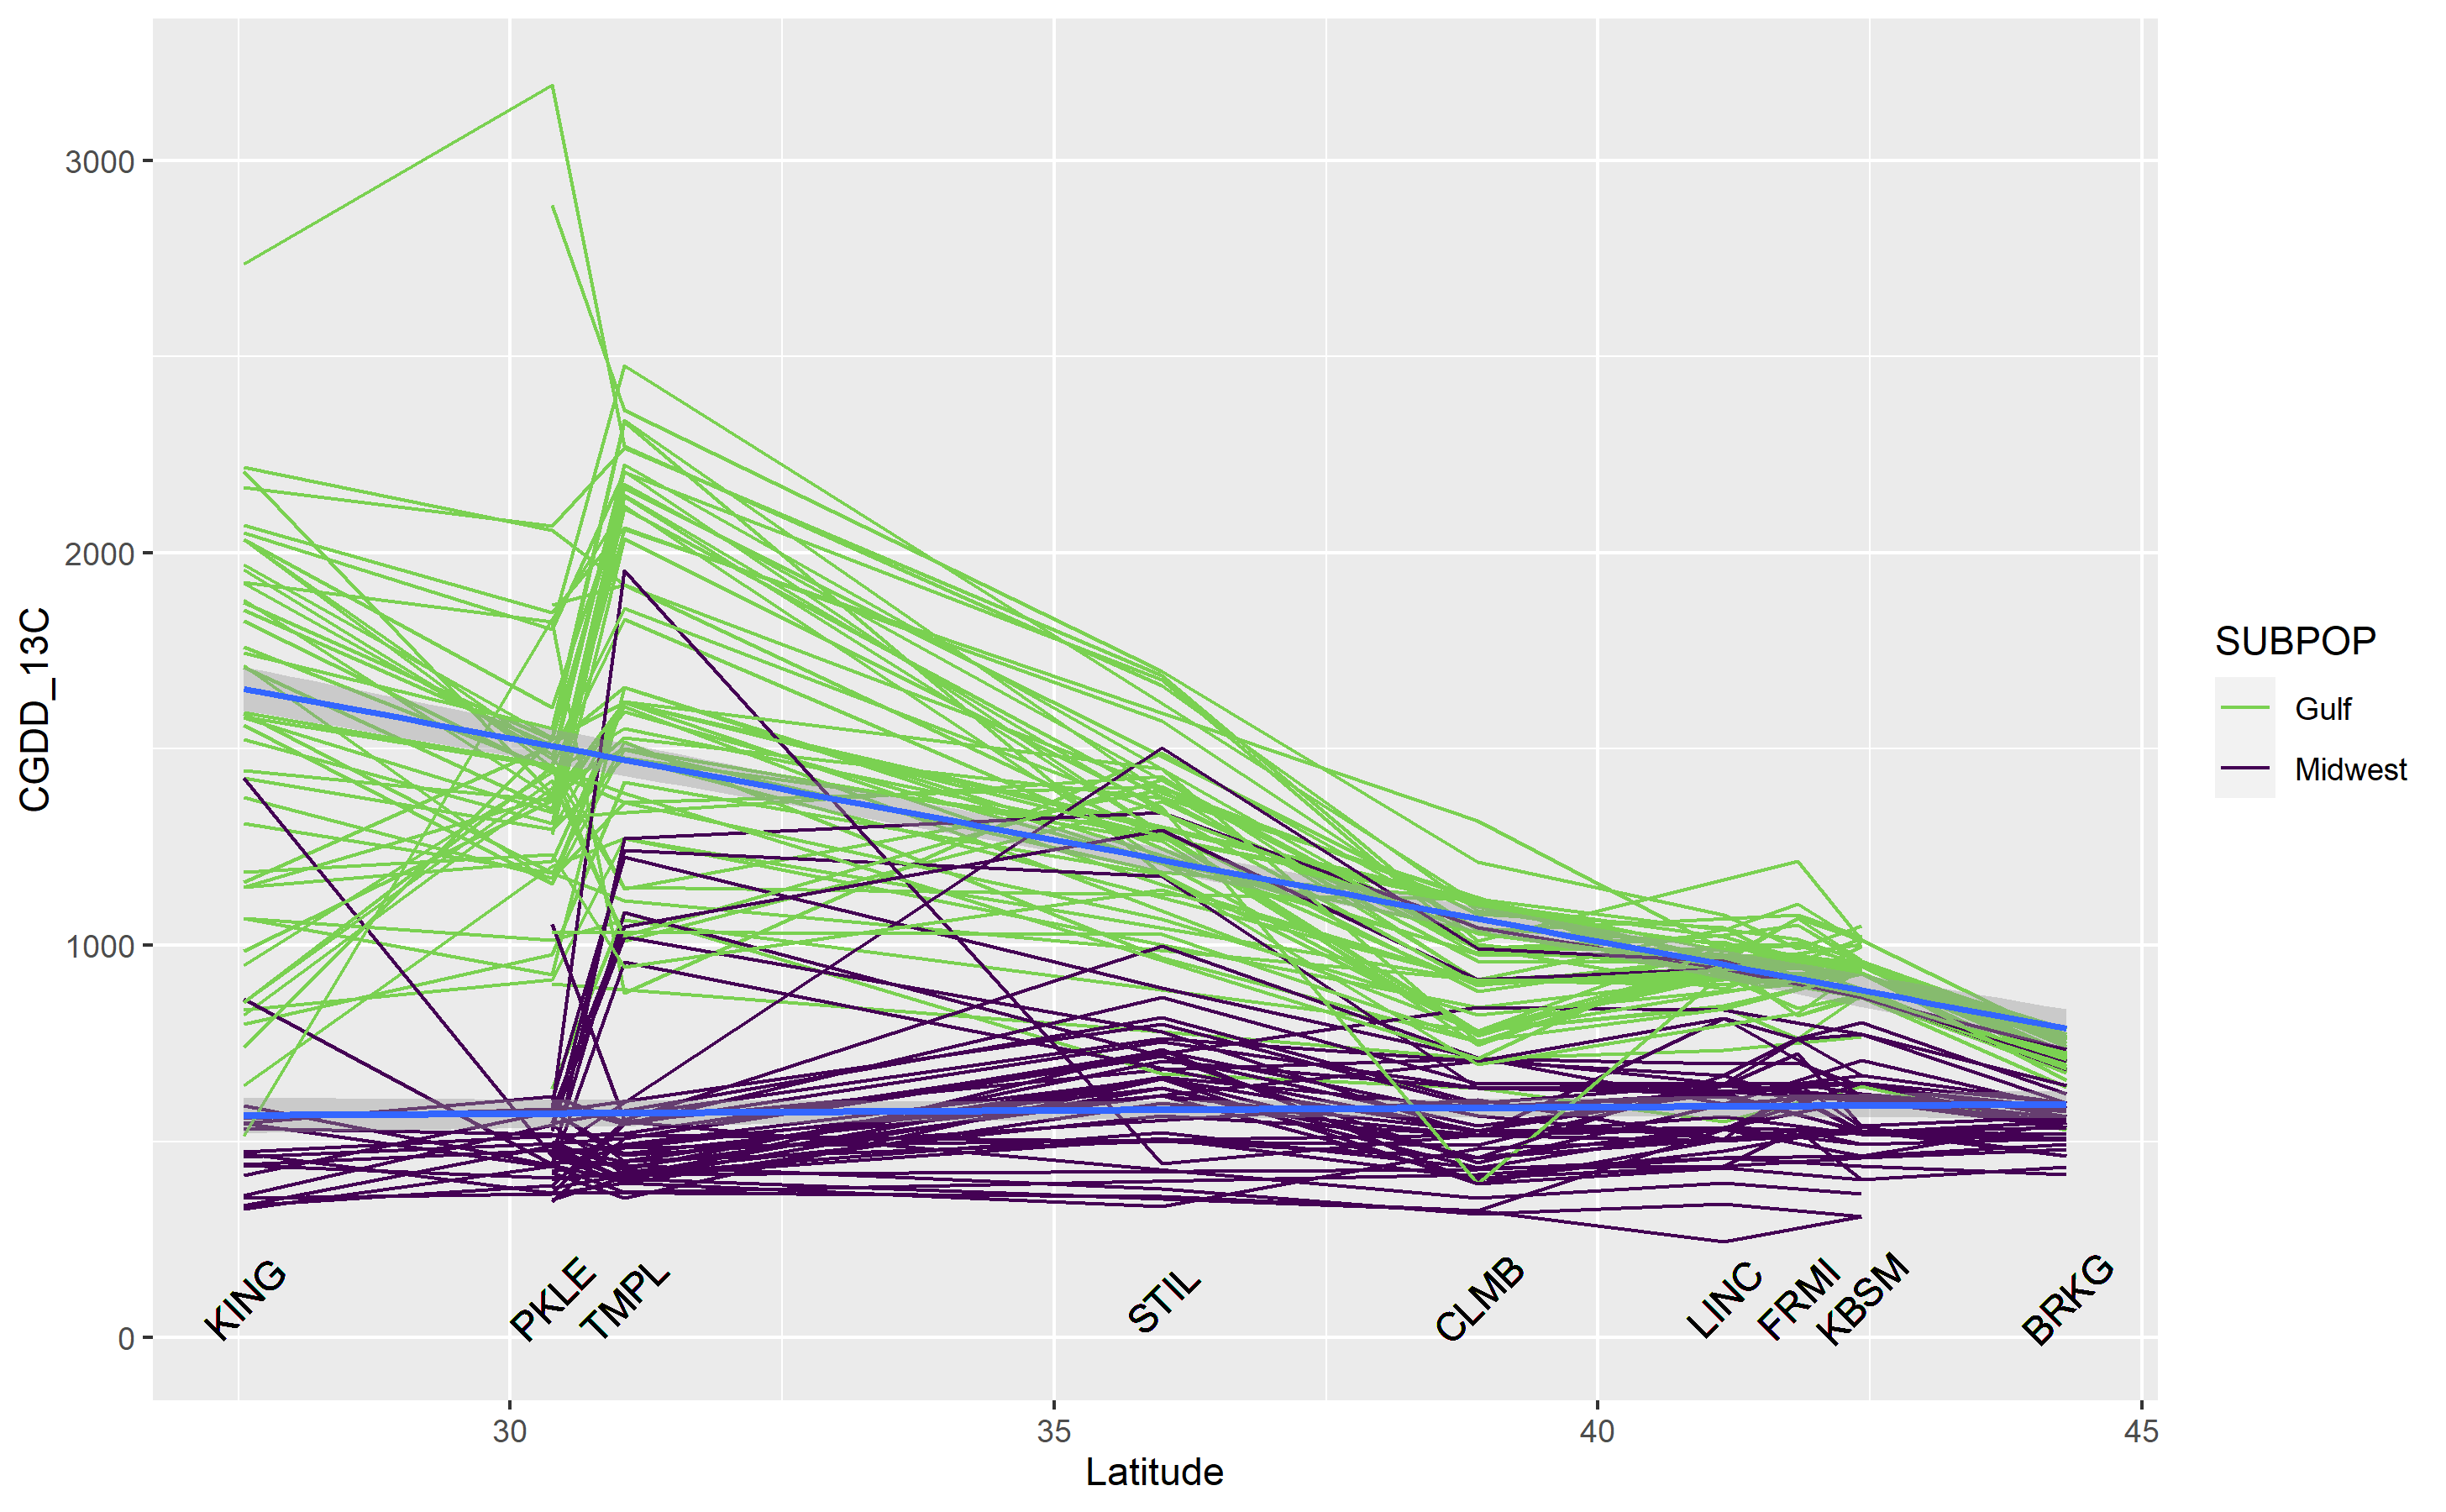 3000
2000
1000
0
CGDD_13C
KING
PKLE
TMPL
STIL
CLMB
LINC
FRMI
KBSM
BRKG
30
35
40
45
Latitude
SUBPOP
Gulf
Midwest